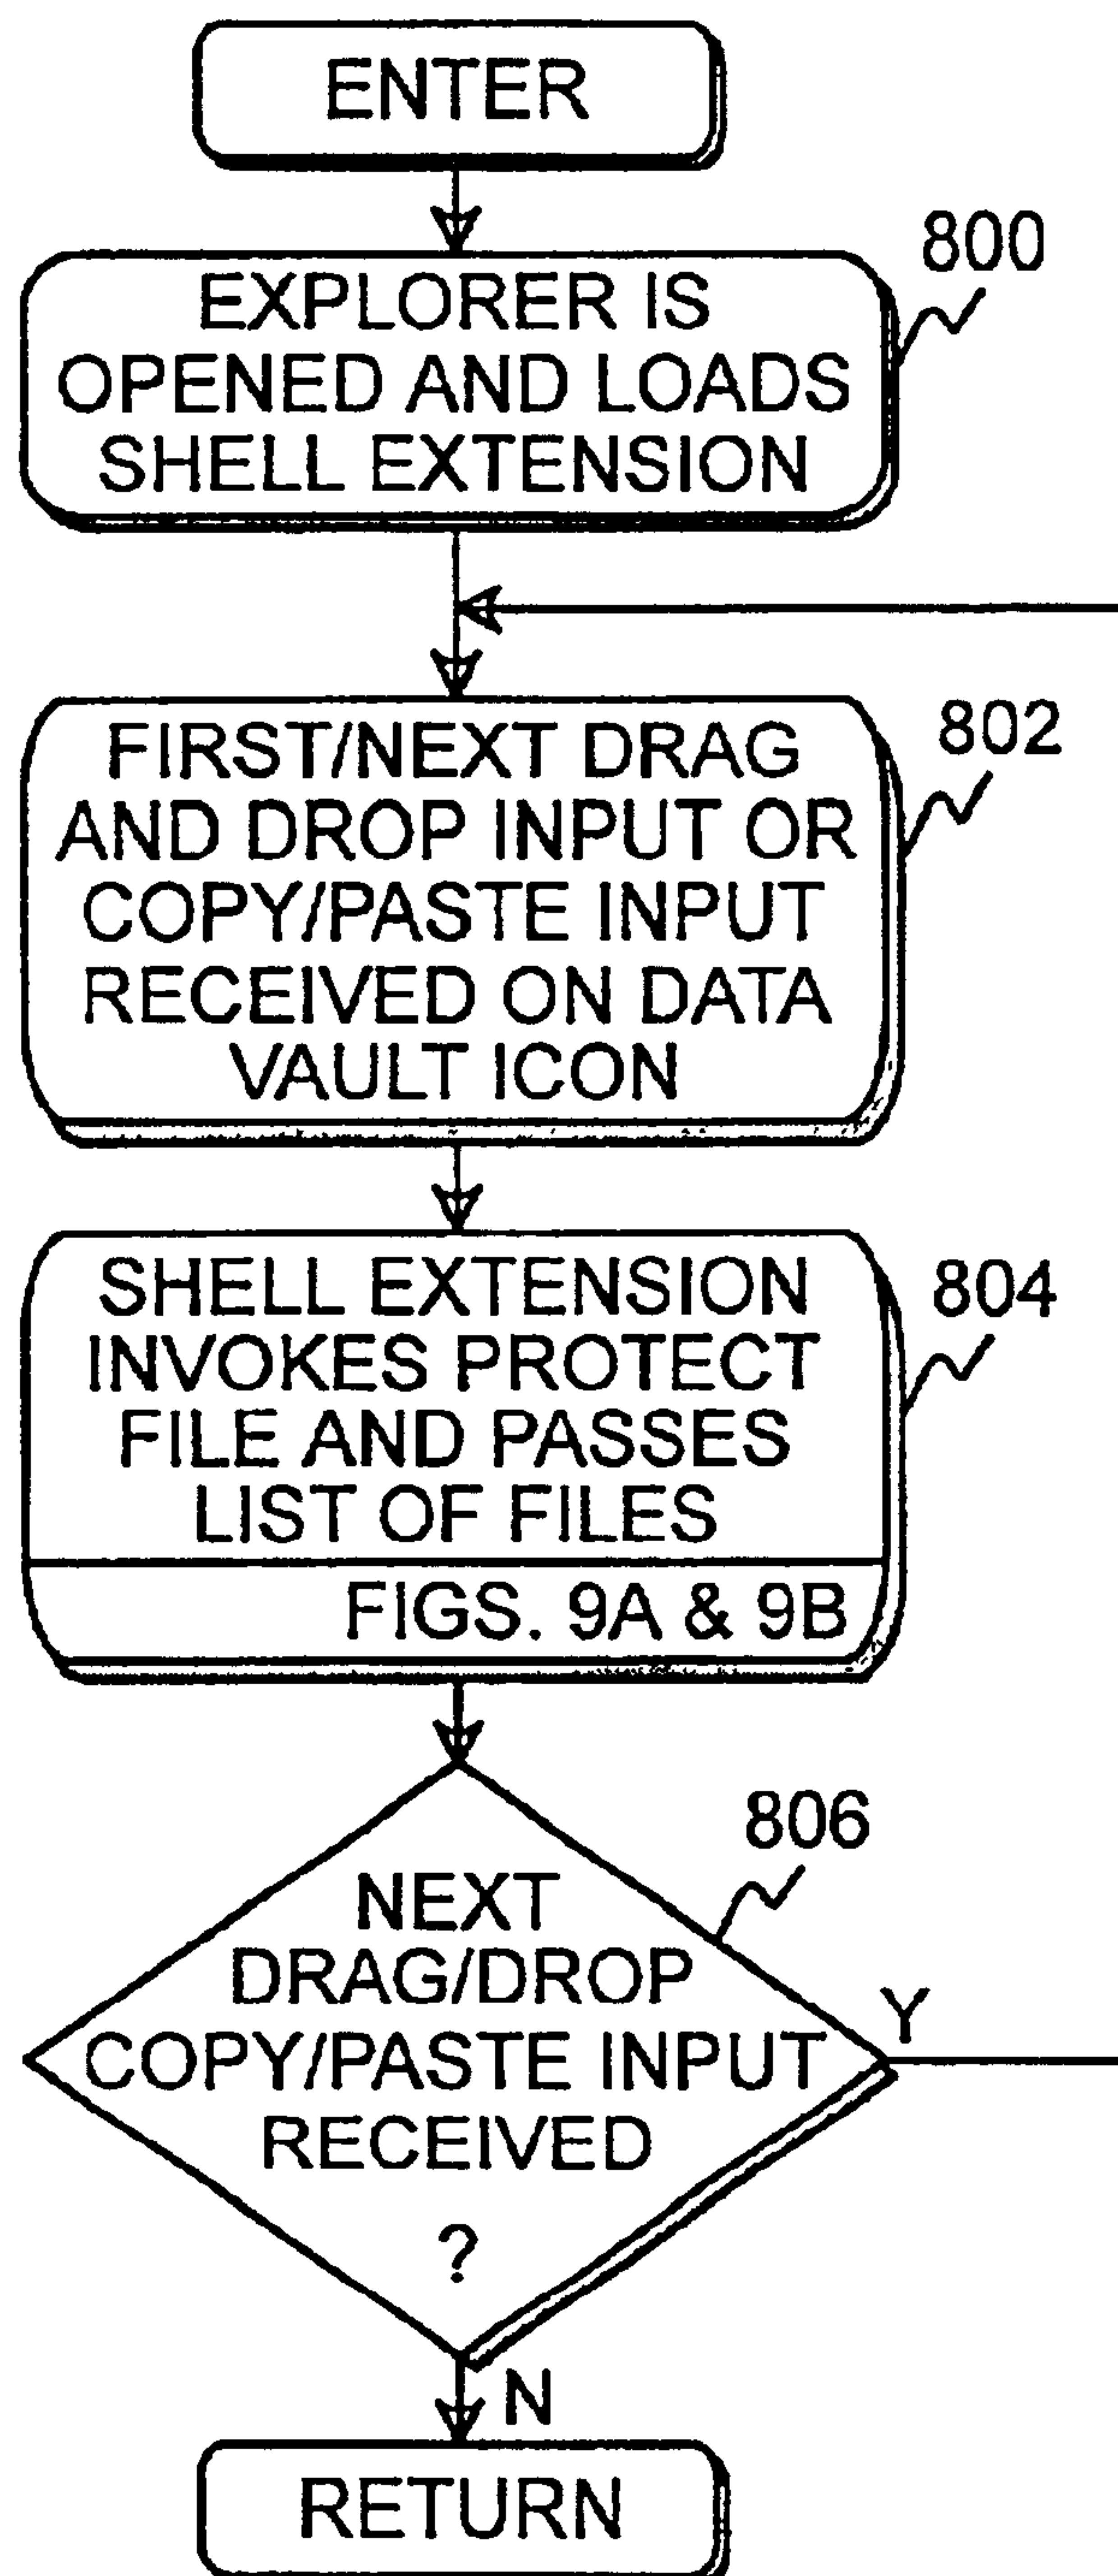 ENTER
800
EXPLORER IS
OPENED AND LOADS
SHELL EXTENSION
802
FIRST/NEXT DRAG
AND DROP INPUT OR
COPY/PASTE INPUT
RECEIVED ON DATA
VAULT ICON
804
SHELL EXTENSION
INVOKES PROTECT
FILE AND PASSES
LIST OF FILES
FIGS. 9A & 9B
806
NEXT
DRAG/DROP
COPY/PASTE INPUT
RECEIVED
?
Y
N
RETURN